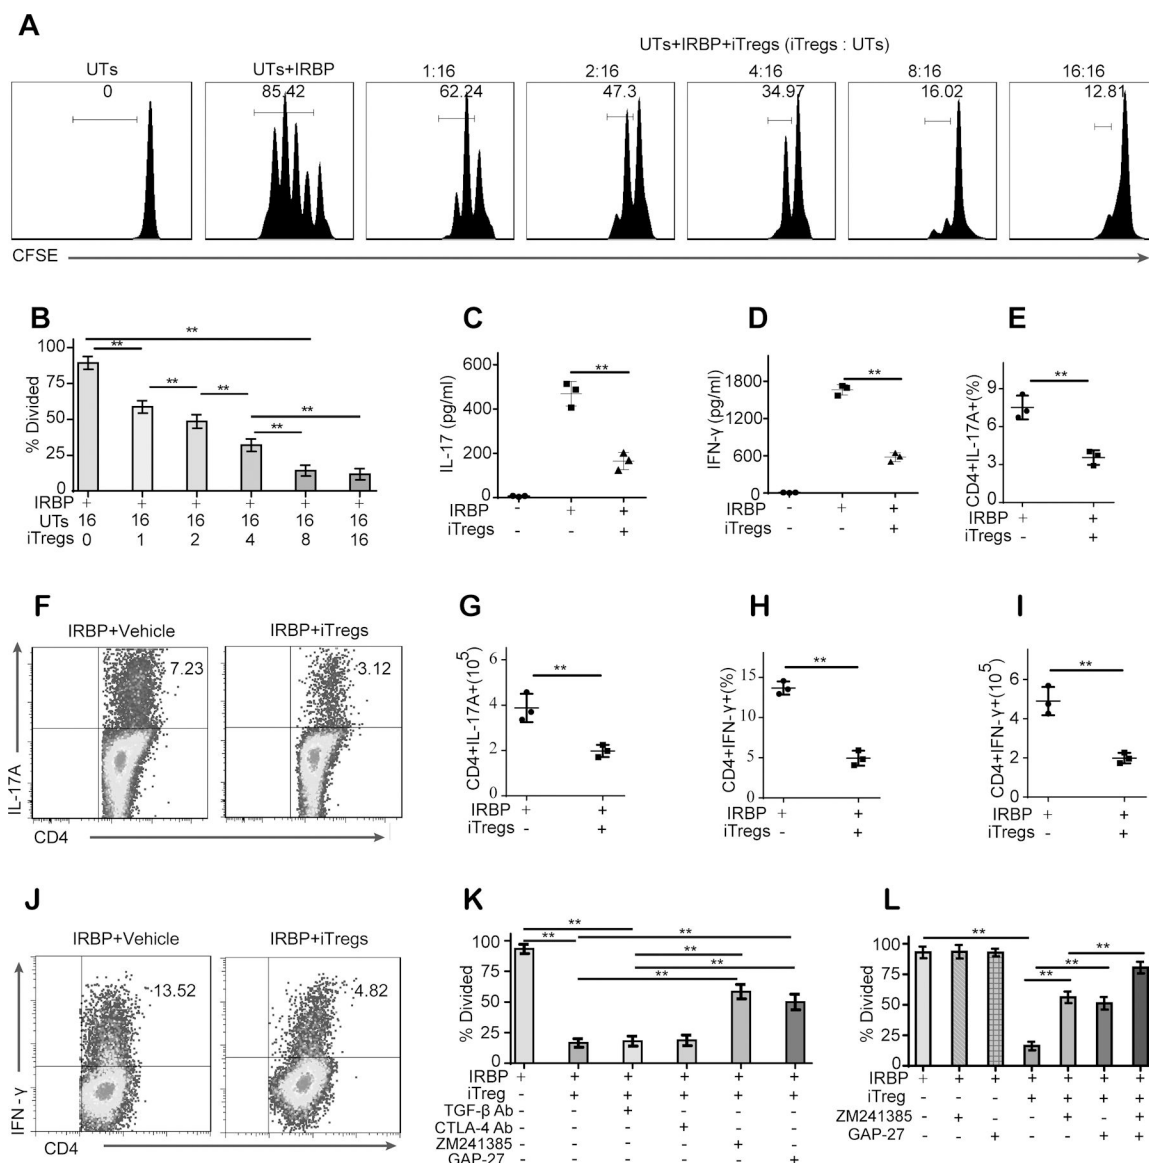 A
UTs+IRBP+iTregs (iTregs : UTs)
UTs UTs+IRBP 1:16 2:16 4:16 8:16 16:16
0 85.42 62.24 47.3 34.97 16.02 12.81
CFSE
B
** ** ** ** ** **
% Divided
100
75
50
25
0
IRBP + + + + + +
UTs 16 16 16 16 16 16
iTregs 0 1 2 4 8 16
C
**
IL-17 (pg/ml)
600
400
200
0
IRBP - + +
iTregs - - +
D
**
IFN-γ (pg/ml)
1800
1200
600
0
IRBP - + +
iTregs - - +
E
**
CD4+IL-17A+(%)
9
6
3
0
IRBP + +
iTregs - +
F
IRBP+Vehicle IRBP+iTregs
7.23 3.12
IL-17A
CD4
G
**
CD4+IL-17A+(10^5)
6
4
2
0
IRBP + +
iTregs - +
H
**
CD4+IFN-γ+(%)
15
10
5
0
IRBP + +
iTregs - +
I
**
CD4+IFN-γ+(10^5)
6
4
2
0
IRBP + +
iTregs - +
J
IRBP+Vehicle IRBP+iTregs
13.52 4.82
IFN - γ
CD4
K
** ** ** ** ** **
% Divided
100
75
50
25
0
IRBP + + + + + +
iTreg - + + + + +
TGF-β Ab - - + - - -
CTLA-4 Ab - - - + - -
ZM241385 - - - - + -
GAP-27 - - - - - +
L
** ** ** **
% Divided
100
75
50
25
0
IRBP + + + + + + +
iTreg - - - + + + +
ZM241385 - + - - + - +
GAP-27 - - + - - + +